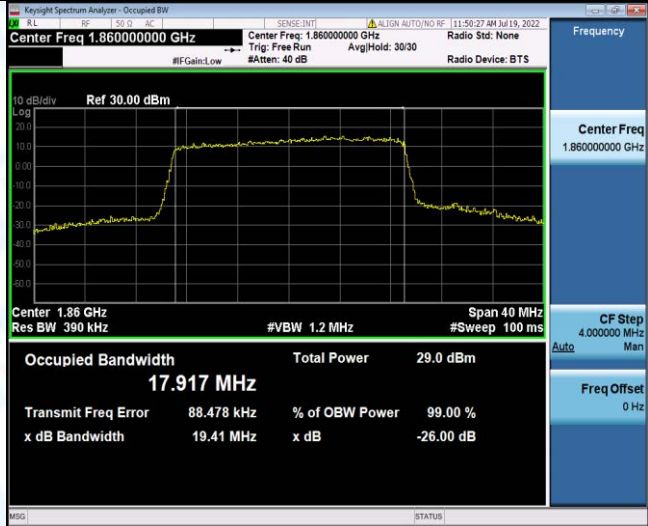 Keysight Spectrum Analyzer - Occupied BW
RL RF 50 Ω AC SENSE:INT ALIGN AUTO/NO RF 11:50:27 AM Jul 19, 2022
Center Freq 1.860000000 GHz Center Freq: 1.860000000 GHz Radio Std: None
Trig: Free Run Avg|Hold: 30/30
#IFGain:Low #Atten: 40 dB Radio Device: BTS
Frequency
10 dB/div Ref 30.00 dBm
Log
20.0
10.0
0.00
-10.0
-20.0
-30.0
-40.0
-50.0
-60.0
Center 1.86 GHz Span 40 MHz
Res BW 390 kHz #VBW 1.2 MHz #Sweep 100 ms
Occupied Bandwidth Total Power 29.0 dBm
17.917 MHz
Transmit Freq Error 88.478 kHz % of OBW Power 99.00 %
x dB Bandwidth 19.41 MHz x dB -26.00 dB
Center Freq
1.860000000 GHz
CF Step
4.000000 MHz
Auto Man
Freq Offset
0 Hz
MSG STATUS